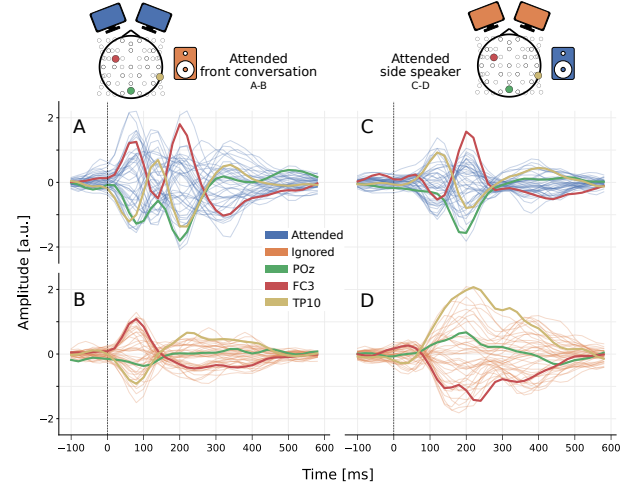 Attended
front conversation
A-B
Attended
side speaker
C-D
A
C
2
0
−2
Attended
Ignored
POz
FC3
TP10
B
D
2
0
−2
Amplitude [a.u.]
−100 0 100 200 300 400 500 600
−100 0 100 200 300 400 500 600
Time [ms]